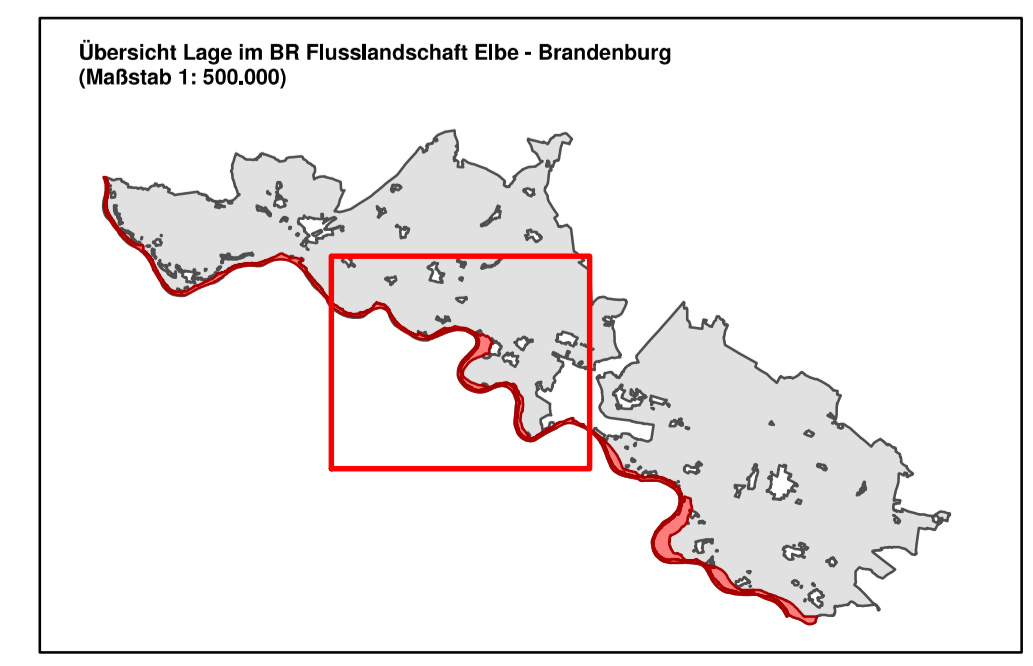 Übersicht Lage im BR Flusslandschaft Elbe - Brandenburg
(Maßstab 1: 500.000)